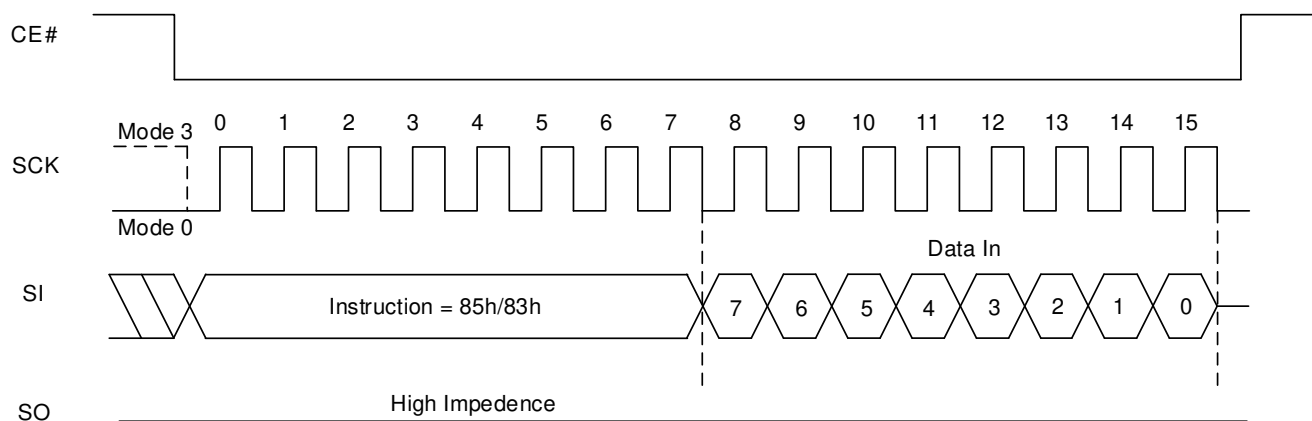 CE#
Mode 3 0 1 2 3 4 5 6 7 8 9 10 11 12 13 14 15
SCK
Mode 0
Data In
SI Instruction = 85h/83h 7 6 5 4 3 2 1 0
High Impedence
SO